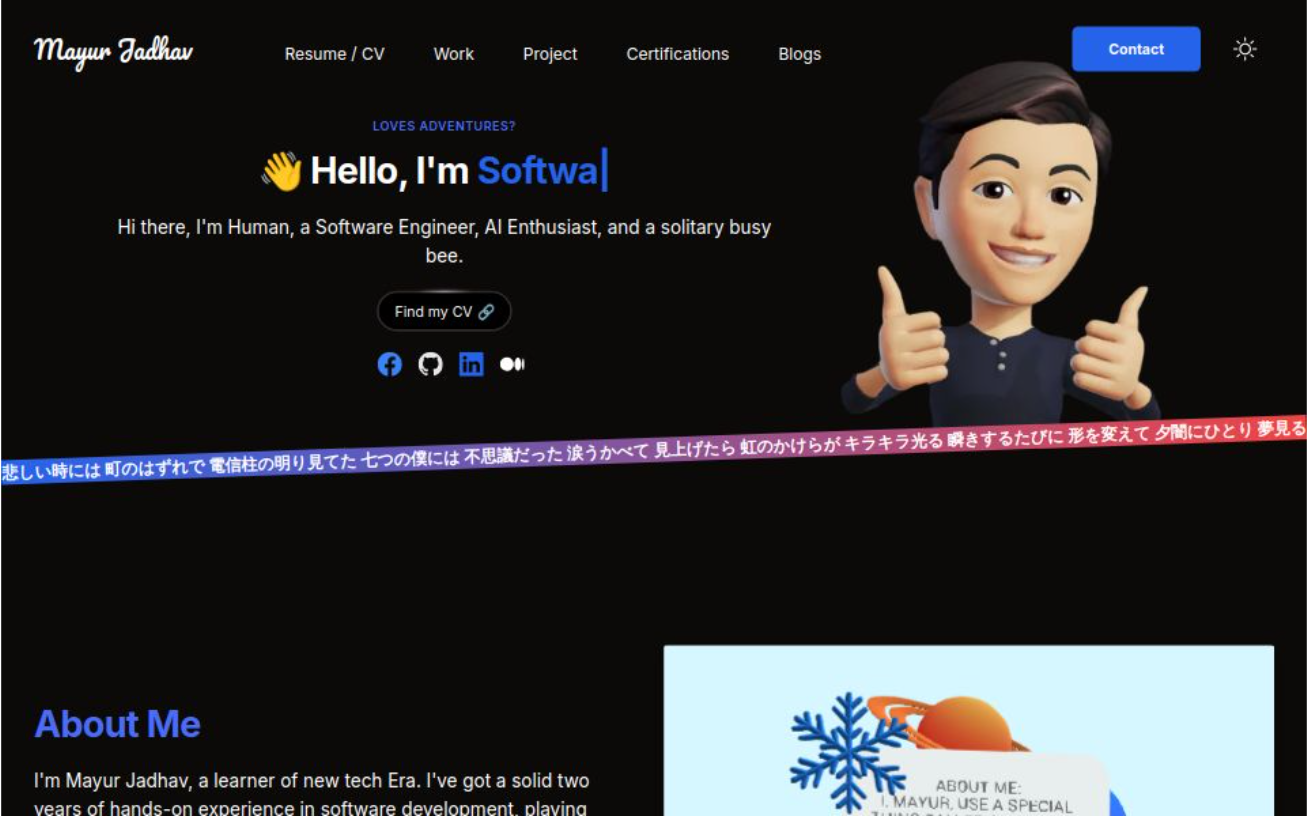 Mayur Jadhav
Resume / CV
Work
Project
Certifications
Blogs
Contact
LOVES ADVENTURES?
👋 Hello, I'm Softwa|
Hi there, I'm Human, a Software Engineer, AI Enthusiast, and a solitary busy
bee.
Find my CV 🔗
悲しい時には 町のはずれで 電信柱の明り見てた 七つの僕には 不思議だった 涙うかべて 見上げたら 虹のかけらが キラキラ光る 瞬きするたびに 形を変えて 夕闇にひとり 夢見る
About Me
I'm Mayur Jadhav, a learner of new tech Era. I've got a solid two
years of hands-on experience in software development, playing
ABOUT ME:
I, MAYUR, USE A SPECIAL